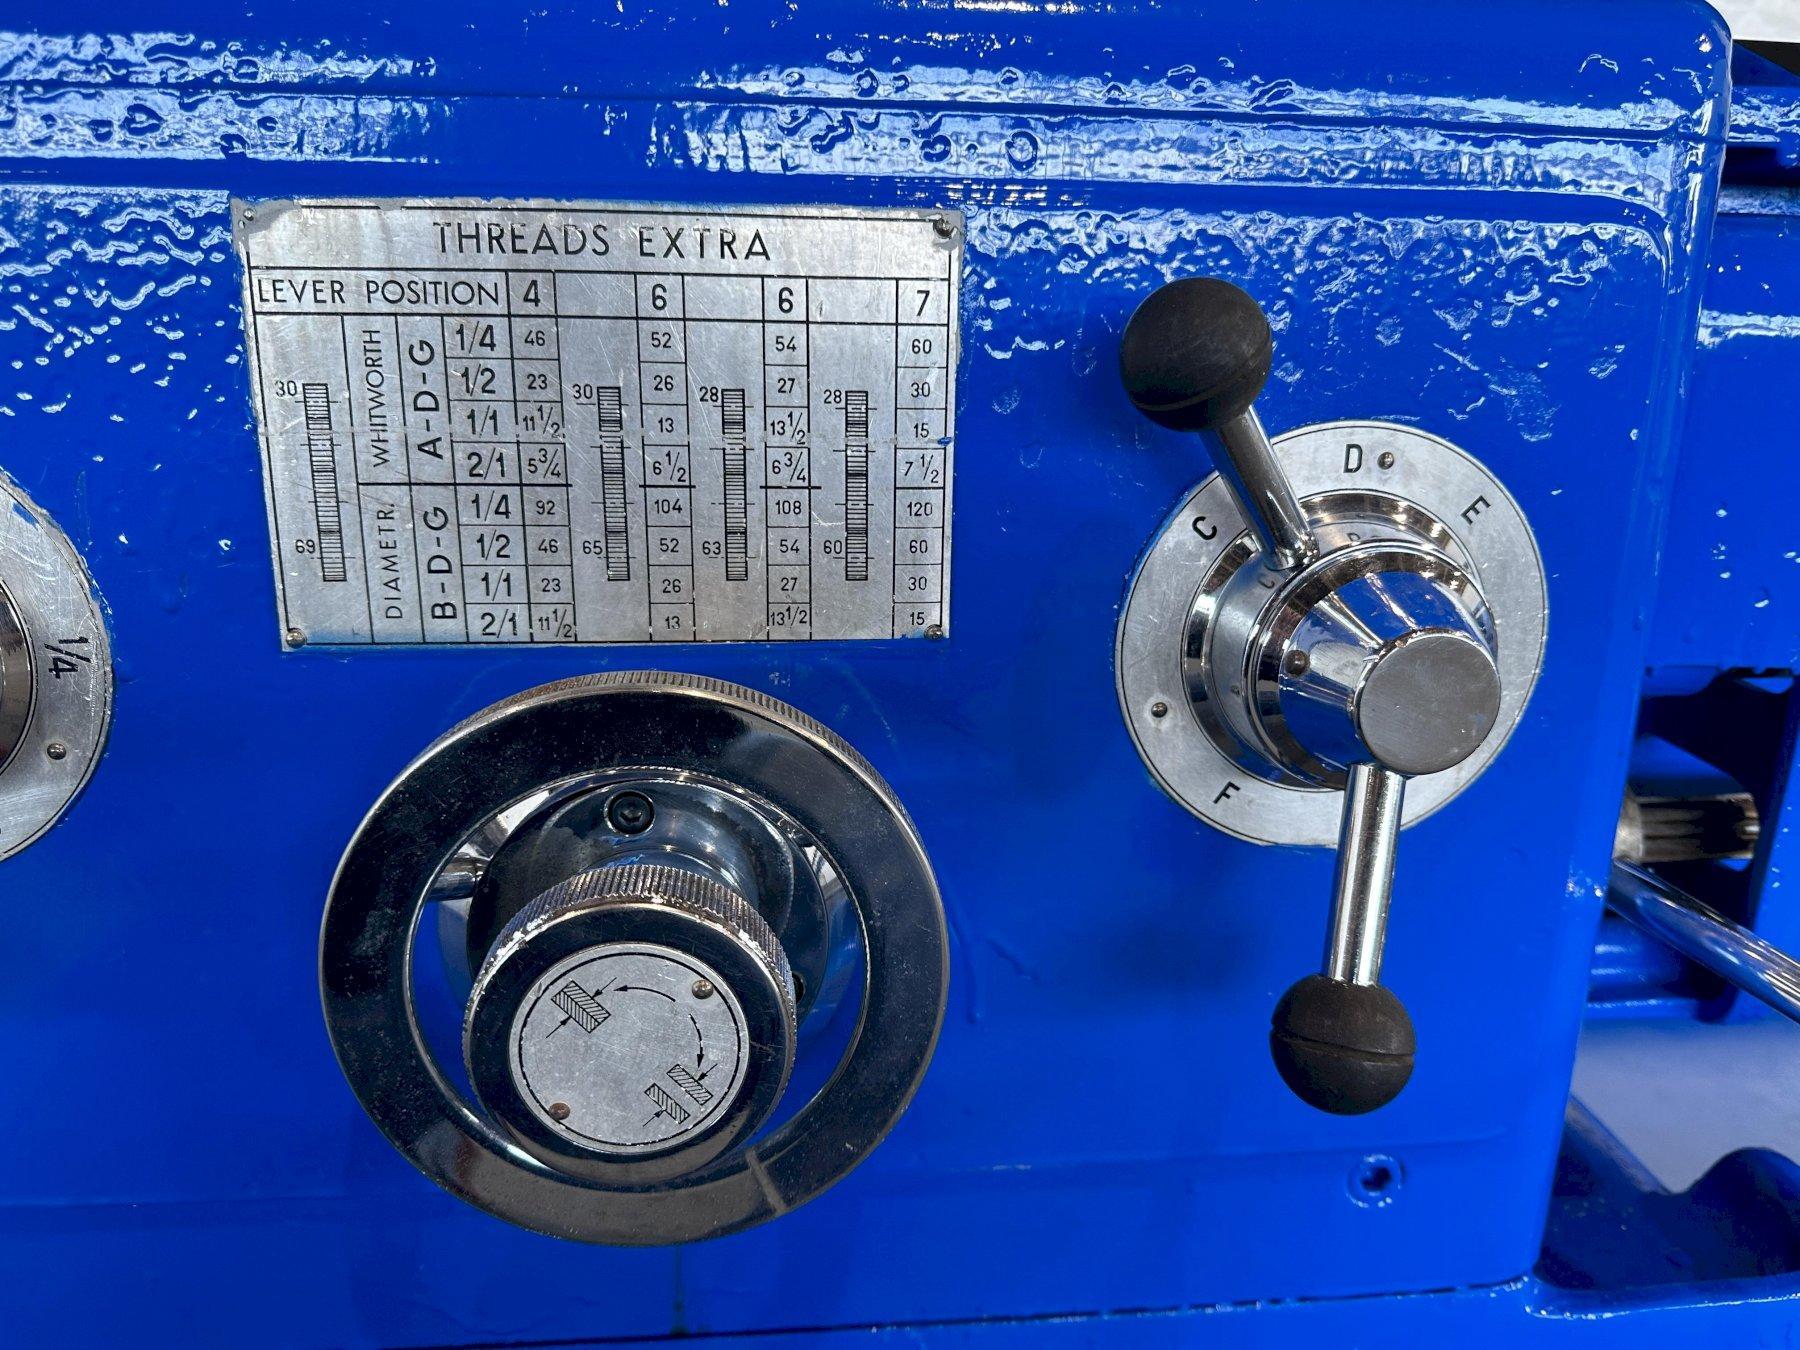 THREADS EXTRA
LEVER POSITION 4 6 6 7
WHITWORTH A-D-G
1/4 46 52 54 60
1/2 23 26 27 30
1/1 11 1/2 13 13 1/2 15
2/1 5 3/4 6 1/2 6 3/4 7 1/2
30 30 28 28
69 65 63 60
DIAMETR. B-D-G
1/4 92 104 108 120
1/2 46 52 54 60
1/1 23 26 27 30
2/1 11 1/2 13 13 1/2 15
1/4
C D E
F
C